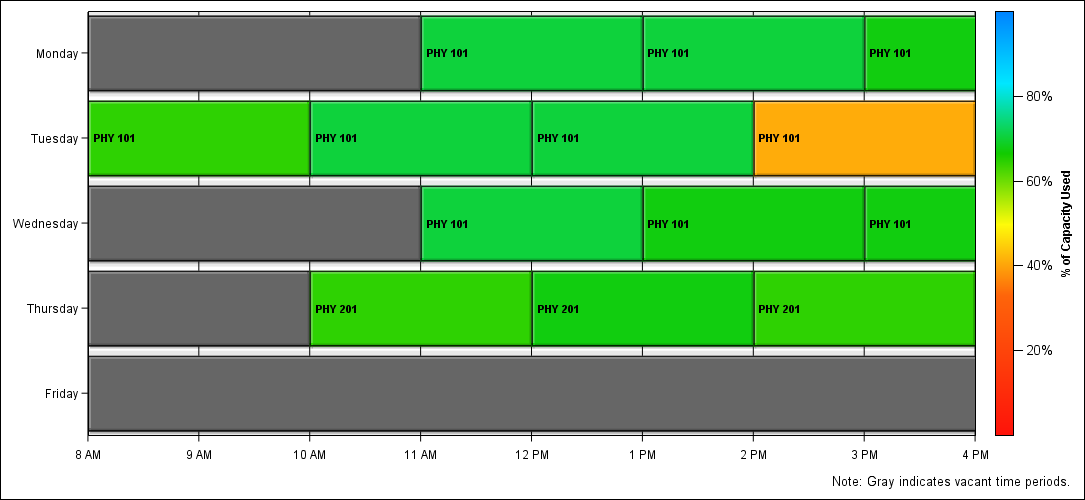 Monday
PHY 101
PHY 101
PHY 101
Tuesday
PHY 101
PHY 101
PHY 101
PHY 101
Wednesday
PHY 101
PHY 101
PHY 101
Thursday
PHY 201
PHY 201
PHY 201
Friday
8 AM
9 AM
10 AM
11 AM
12 PM
1 PM
2 PM
3 PM
4 PM
80%
60%
40%
20%
% of Capacity Used
Note: Gray indicates vacant time periods.